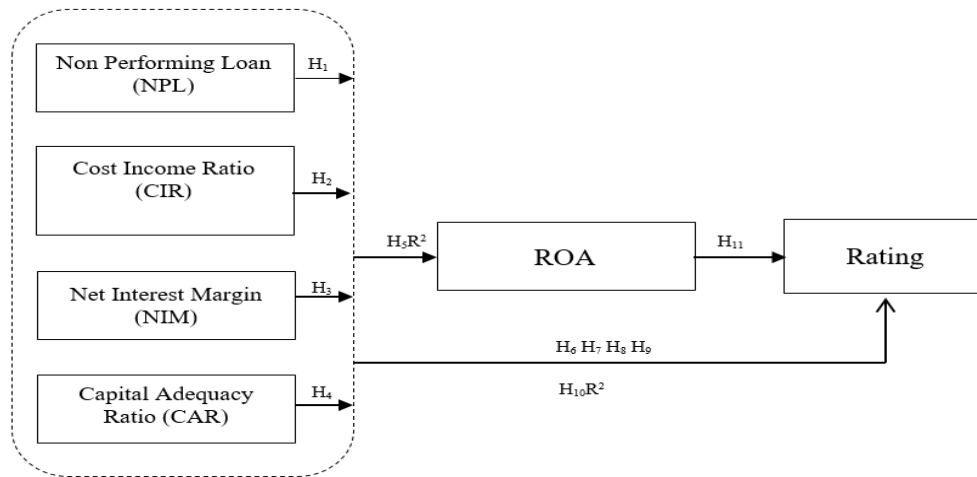 Non Performing Loan
(NPL)
H₁
Cost Income Ratio
(CIR)
H₂
Net Interest Margin
(NIM)
H₃
Capital Adequacy
Ratio (CAR)
H₄
H₅R²
ROA
H₁₁
Rating
H₆ H₇ H₈ H₉
H₁₀R²